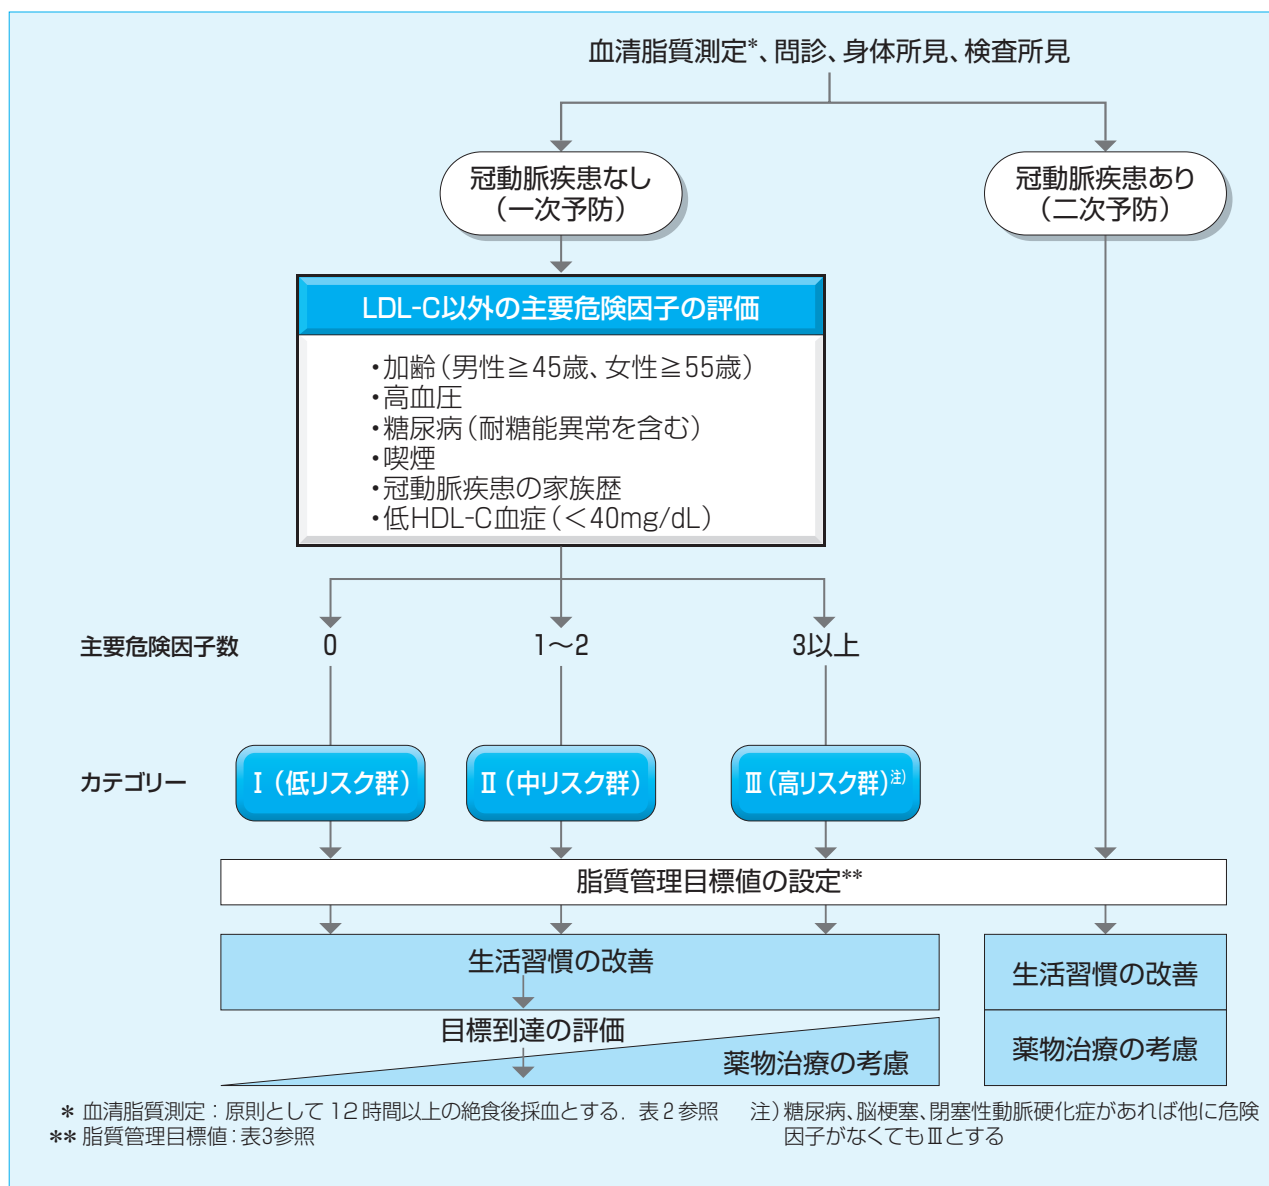 血清脂質測定*、問診、身体所見、検査所見
冠動脈疾患なし
（一次予防）
冠動脈疾患あり
（二次予防）
LDL-C以外の主要危険因子の評価
・加齢（男性≧45歳、女性≧55歳）
・高血圧
・糖尿病（耐糖能異常を含む）
・喫煙
・冠動脈疾患の家族歴
・低HDL-C血症（＜40mg/dL）
主要危険因子数 0 1～2 3以上
カテゴリー Ⅰ（低リスク群） Ⅱ（中リスク群） Ⅲ（高リスク群）注）
脂質管理目標値の設定**
生活習慣の改善
目標到達の評価
薬物治療の考慮
生活習慣の改善
薬物治療の考慮
* 血清脂質測定：原則として12時間以上の絶食後採血とする．表2参照
** 脂質管理目標値：表3参照
注）糖尿病、脳梗塞、閉塞性動脈硬化症があれば他に危険
因子がなくてもⅢとする